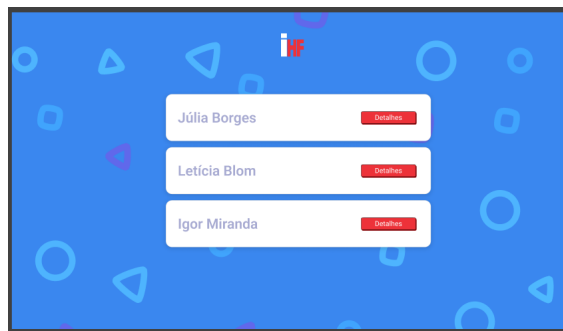 iHF
Júlia Borges
Detalhes
Letícia Blom
Detalhes
Igor Miranda
Detalhes